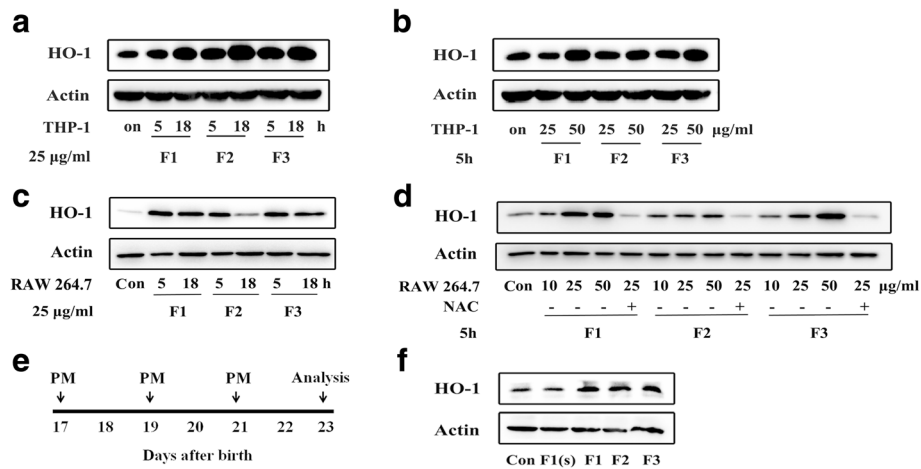 a
HO-1
Actin
THP-1 on 5 18 5 18 5 18 h
25 μg/ml F1 F2 F3
b
HO-1
Actin
THP-1 on 25 50 25 50 25 50 μg/ml
5h F1 F2 F3
c
HO-1
Actin
RAW 264.7 Con 5 18 5 18 5 18 h
25 μg/ml F1 F2 F3
d
HO-1
Actin
RAW 264.7 Con 10 25 50 25 10 25 50 25 10 25 50 25 μg/ml
NAC - - - + - - - + - - - +
5h F1 F2 F3
e
PM PM PM Analysis
17 18 19 20 21 22 23
Days after birth
f
HO-1
Actin
Con F1(s) F1 F2 F3